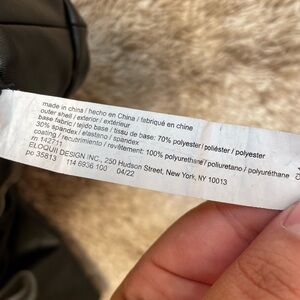 made in china / hecho en China / fabriqué en chine
outer shell / exterior / extérieur
base fabric / tejido base / tissu de base: 70% polyester/ poliéster / polyester
30% spandex / elastano / spandex
coating / recubrimiento / revêtement: 100% polyurethane/ poliuretano / polyuréthane
m 142711
ELOQUII DESIGN INC., 250 Hudson Street, New York, NY 10013
po 35813 114 6936 100 04/22